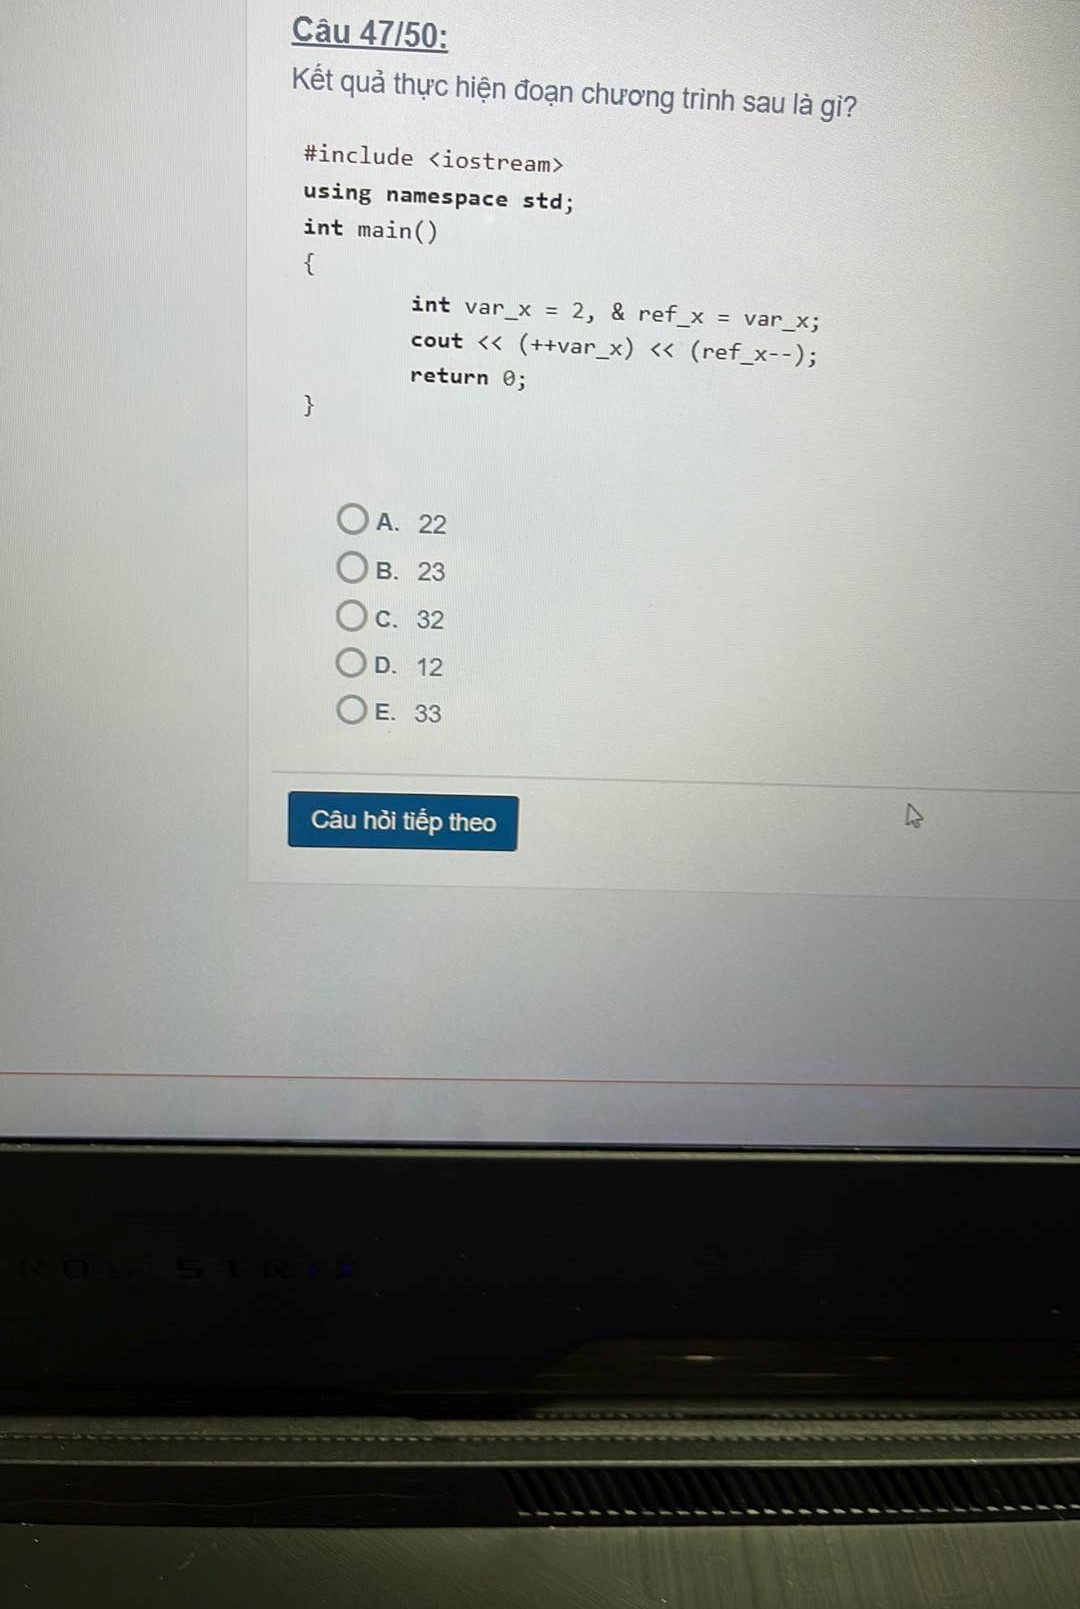 Câu 47/50:
Kết quả thực hiện đoạn chương trình sau là gì?
#include <iostream>
using namespace std;
int main()
{
int var_x = 2, & ref_x = var_x;
cout << (++var_x) << (ref_x--);
return 0;
}
A. 22
B. 23
C. 32
D. 12
E. 33
Câu hỏi tiếp theo
ROG STRIX